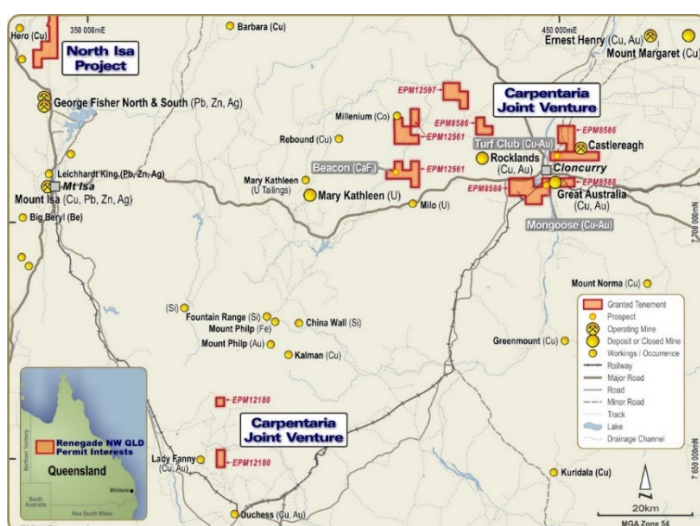 350 000mE
450 000mE
Hero (Cu)
North Isa
Project
Barbara (Cu)
Ernest Henry (Cu, Au)
Mount Margaret (Cu, Au)
George Fisher North & South (Pb, Zn, Ag)
EPM12597
Carpentaria
Joint Venture
Millenium (Co)
EPM8586
EPM8586
Rebound (Cu)
EPM12561
Turf Club (Cu-Au)
Castlereagh
Leichhardt King (Pb, Zn, Ag)
Beacon (CaF)
EPM12561
Rocklands
(Cu, Au)
Cloncurry
Mt Isa
Mary Kathleen
(U Tailings)
Mount Isa (Cu, Pb, Zn, Ag)
Mary Kathleen (U)
EPM8588
EPM8588
Great Australia
(Cu, Au)
Milo (U)
Big Beryl (Be)
Mongoose (Cu-Au)
7 700 000mN
Mount Norma (Cu)
(Si)
Fountain Range (Si)
Mount Philp (Fe)
China Wall (Si)
Mount Philp (Au)
Kalman (Cu)
Greenmount (Cu)
Granted Tenement
Prospect
Operating Mine
Deposit or Closed Mine
Workings / Occurrence
Railway
Major Road
Road
Minor Road
Track
Lake
Drainage Channel
EPM12180
Carpentaria
Joint Venture
Lady Fanny
(Cu, Au)
EPM12180
Kuridala (Cu)
7 650 000mN
Duchess (Cu, Au)
Renegade NW QLD
Permit Interests
Northern Territory
Queensland
Brisbane
South
Australia
New South Wales
N
20km
MGA Zone 54